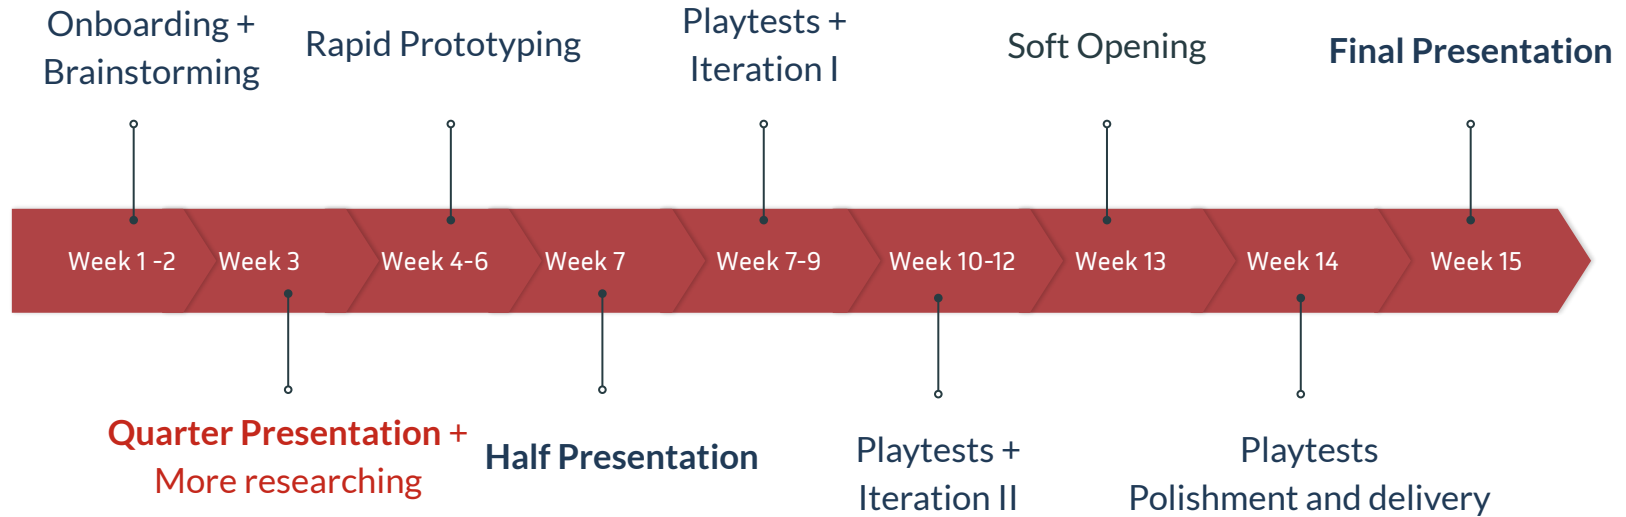 Onboarding +
Brainstorming
Rapid Prototyping
Playtests +
Iteration I
Soft Opening
Final Presentation
Week 1 -2
Week 3
Week 4-6
Week 7
Week 7-9
Week 10-12
Week 13
Week 14
Week 15
Quarter Presentation +
More researching
Half Presentation
Playtests +
Iteration II
Playtests
Polishment and delivery